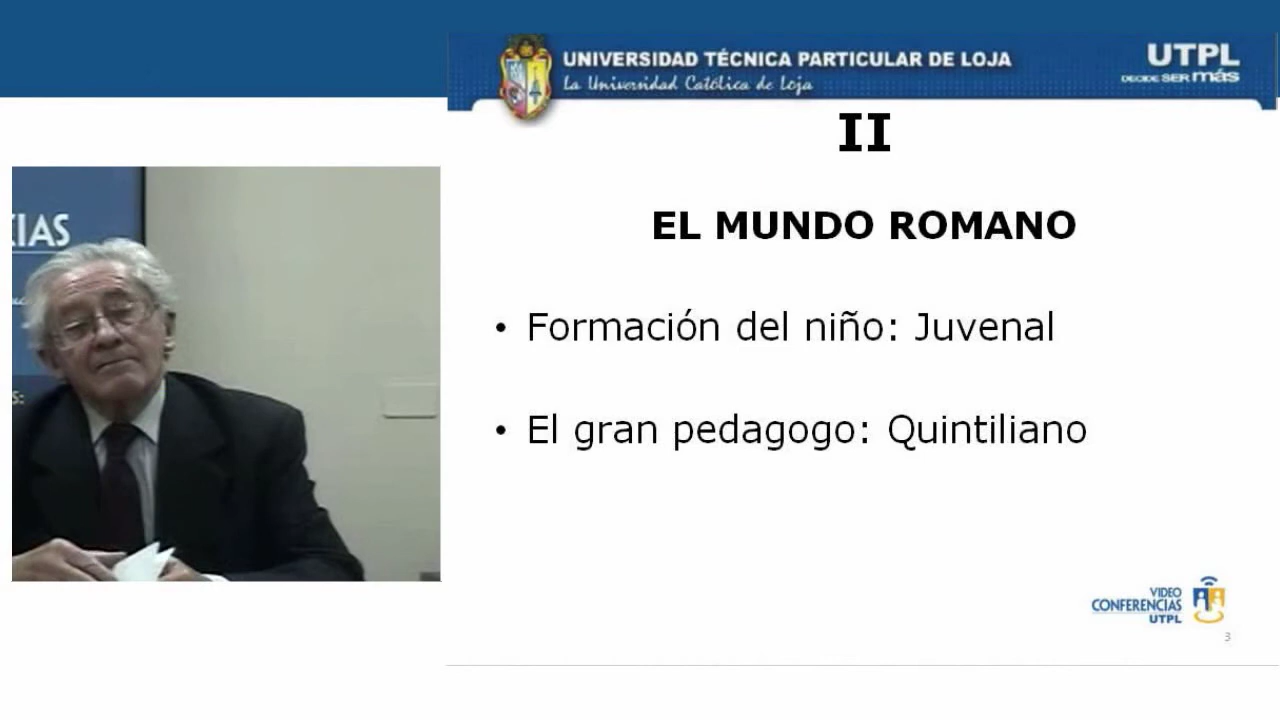 UNIVERSIDAD TÉCNICA PARTICULAR DE LOJA
La Universidad Católica de Loja
UTPL
DECIDE SER más
II
EL MUNDO ROMANO
• Formación del niño: Juvenal
• El gran pedagogo: Quintiliano
VIDEO
CONFERENCIAS
UTPL
3
CIAS
S: